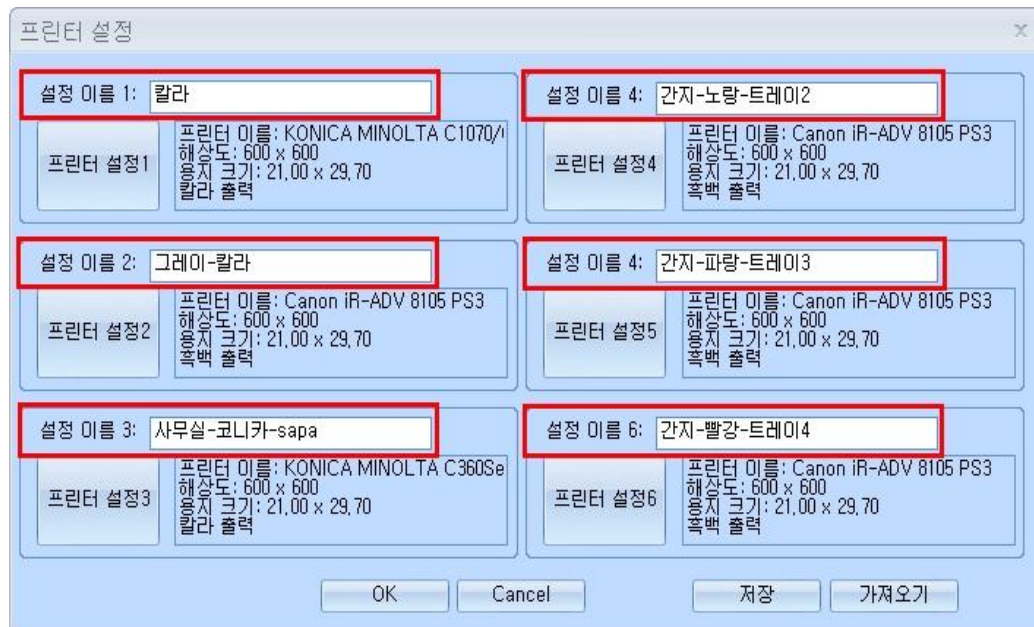 프린터 설정
x
설정 이름 1: 칼라
프린터 설정1
프린터 이름: KONICA MINOLTA C1070/
해상도: 600 x 600
용지 크기: 21,00 x 29,70
칼라 출력
설정 이름 4: 간지-노랑-트레이2
프린터 설정4
프린터 이름: Canon iR-ADV 8105 PS3
해상도: 600 x 600
용지 크기: 21,00 x 29,70
흑백 출력
설정 이름 2: 그레이-칼라
프린터 설정2
프린터 이름: Canon iR-ADV 8105 PS3
해상도: 600 x 600
용지 크기: 21,00 x 29,70
흑백 출력
설정 이름 4: 간지-파랑-트레이3
프린터 설정5
프린터 이름: Canon iR-ADV 8105 PS3
해상도: 600 x 600
용지 크기: 21,00 x 29,70
흑백 출력
설정 이름 3: 사무실-코니카-sapa
프린터 설정3
프린터 이름: KONICA MINOLTA C360Se
해상도: 600 x 600
용지 크기: 21,00 x 29,70
칼라 출력
설정 이름 6: 간지-빨강-트레이4
프린터 설정6
프린터 이름: Canon iR-ADV 8105 PS3
해상도: 600 x 600
용지 크기: 21,00 x 29,70
흑백 출력
OK
Cancel
저장
가져오기